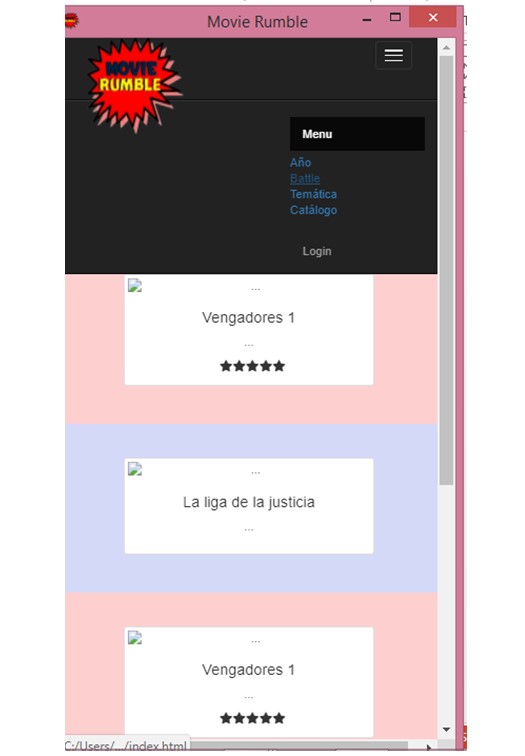 Movie Rumble
MOVIE
RUMBLE
Menu
Año
Battle
Temática
Catálogo
Login
...
Vengadores 1
...
...
La liga de la justicia
...
...
Vengadores 1
...
C:/Users/.../index.html